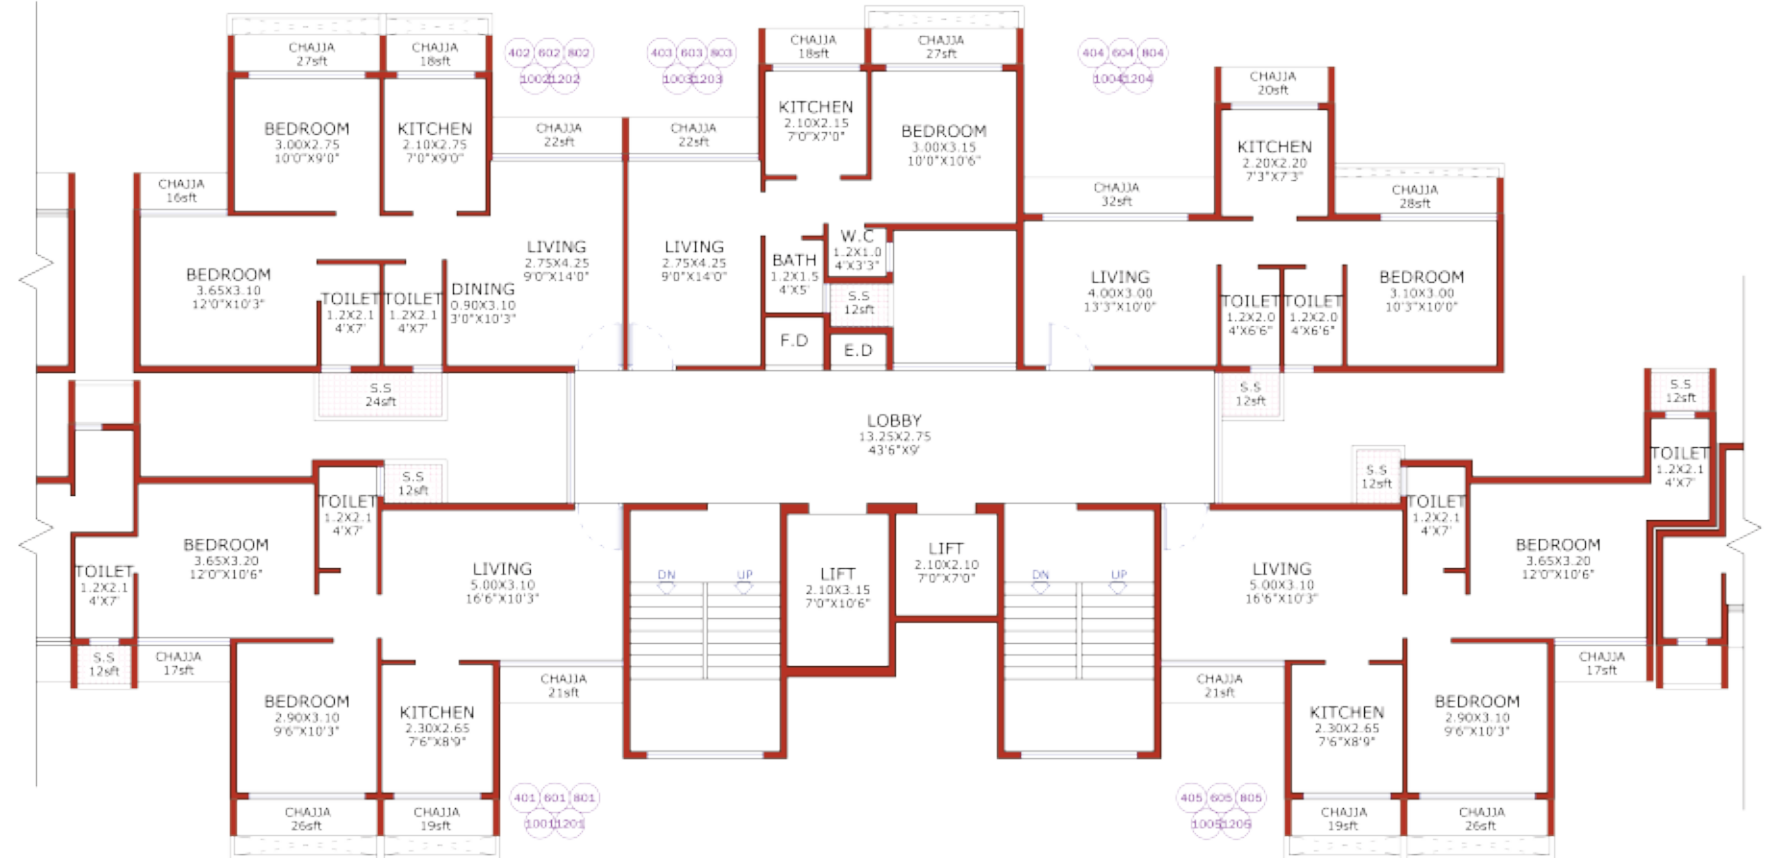 CHAJJA
27sft
CHAJJA
18sft
402 602 802
1002 1202
403 603 803
1003 1203
CHAJJA
18sft
CHAJJA
27sft
404 604 804
1004 1204
CHAJJA
20sft
BEDROOM
3.00X2.75
10'0"X9'0"
KITCHEN
2.10X2.75
7'0"X9'0"
CHAJJA
22sft
CHAJJA
22sft
KITCHEN
2.10X2.15
7'0"X7'0"
BEDROOM
3.00X3.15
10'0"X10'6"
KITCHEN
2.20X2.20
7'3"X7'3"
CHAJJA
16sft
CHAJJA
32sft
CHAJJA
28sft
BEDROOM
3.65X3.10
12'0"X10'3"
TOILET
1.2X2.1
4'X7'
TOILET
1.2X2.1
4'X7'
DINING
0.90X3.10
3'0"X10'3"
LIVING
2.75X4.25
9'0"X14'0"
LIVING
2.75X4.25
9'0"X14'0"
BATH
1.2X1.5
4'X5'
W.C
1.2X1.0
4'X3'3"
S.S
12sft
F.D
E.D
LIVING
4.00X3.00
13'3"X10'0"
TOILET
1.2X2.0
4'X6'6"
TOILET
1.2X2.0
4'X6'6"
BEDROOM
3.10X3.00
10'3"X10'0"
S.S
24sft
S.S
12sft
S.S
12sft
LOBBY
13.25X2.75
43'6"X9'
S.S
12sft
S.S
12sft
TOILET
1.2X2.1
4'X7'
TOILET
1.2X2.1
4'X7'
TOILET
1.2X2.1
4'X7'
BEDROOM
3.65X3.20
12'0"X10'6"
LIVING
5.00X3.10
16'6"X10'3"
DN UP
LIFT
2.10X3.15
7'0"X10'6"
LIFT
2.10X2.10
7'0"X7'0"
DN UP
LIVING
5.00X3.10
16'6"X10'3"
BEDROOM
3.65X3.20
12'0"X10'6"
TOILET
1.2X2.1
4'X7'
S.S
12sft
CHAJJA
17sft
CHAJJA
21sft
CHAJJA
21sft
CHAJJA
17sft
BEDROOM
2.90X3.10
9'6"X10'3"
KITCHEN
2.30X2.65
7'6"X8'9"
KITCHEN
2.30X2.65
7'6"X8'9"
BEDROOM
2.90X3.10
9'6"X10'3"
CHAJJA
26sft
CHAJJA
19sft
401 601 801
1001 1201
405 605 805
1005 1205
CHAJJA
19sft
CHAJJA
26sft